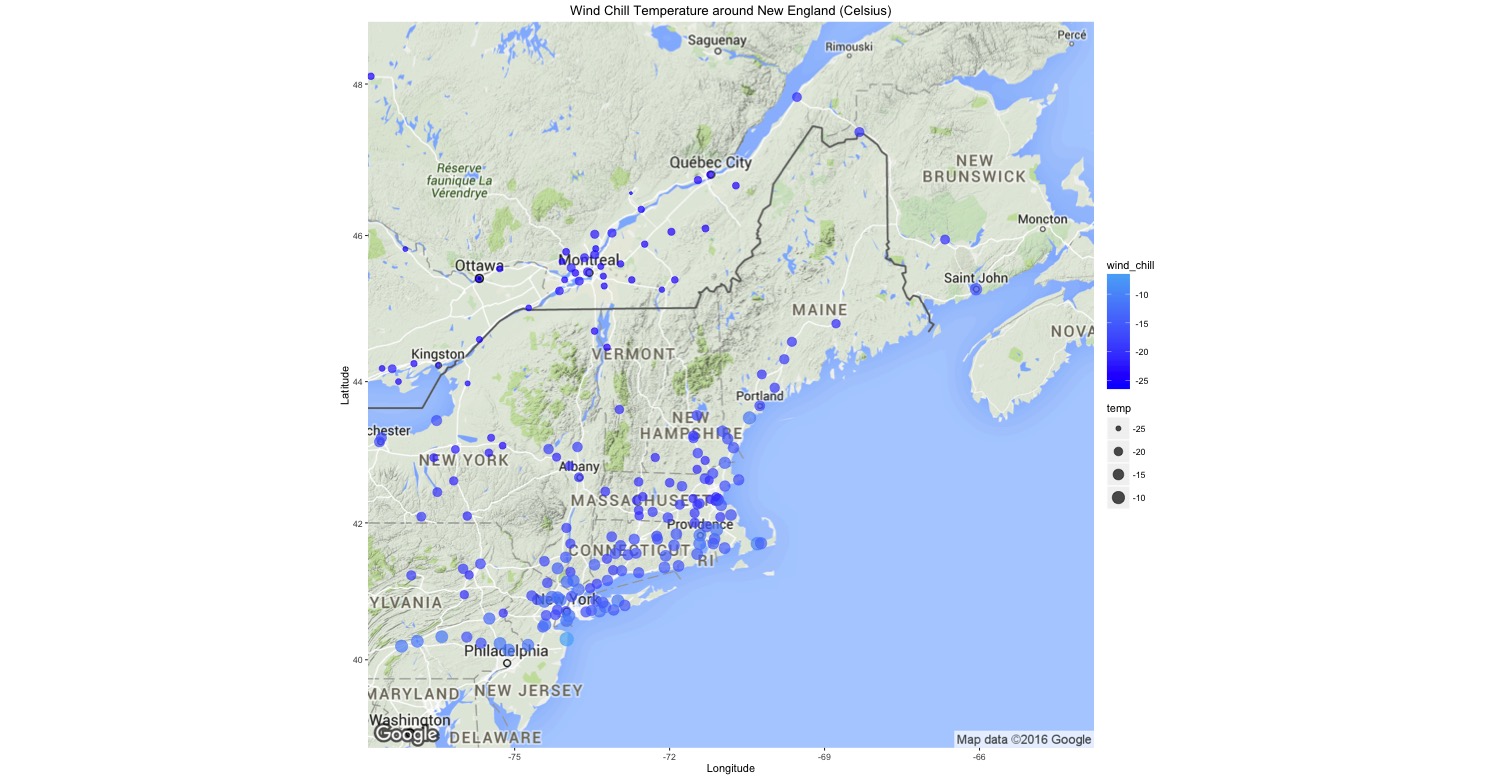 Wind Chill Temperature around New England (Celsius)
Saguenay
Rimouski
Percé
48
Québec City
Réserve
faunique La
Vérendrye
NEW
BRUNSWICK
Moncton
46
Ottawa
Montreal
Saint John
MAINE
NOVA
Kingston
VERMONT
44
Portland
chester
NEW
HAMPSHIRE
NEW YORK
Albany
MASSACHUSETTS
42
Providence
CONNECTICUT
RI
New York
YLVANIA
40
Philadelphia
MARYLAND
NEW JERSEY
Washington
Google
DELAWARE
Map data ©2016 Google
-75
-72
-69
-66
Longitude
Latitude
wind_chill
-10
-15
-20
-25
temp
-25
-20
-15
-10